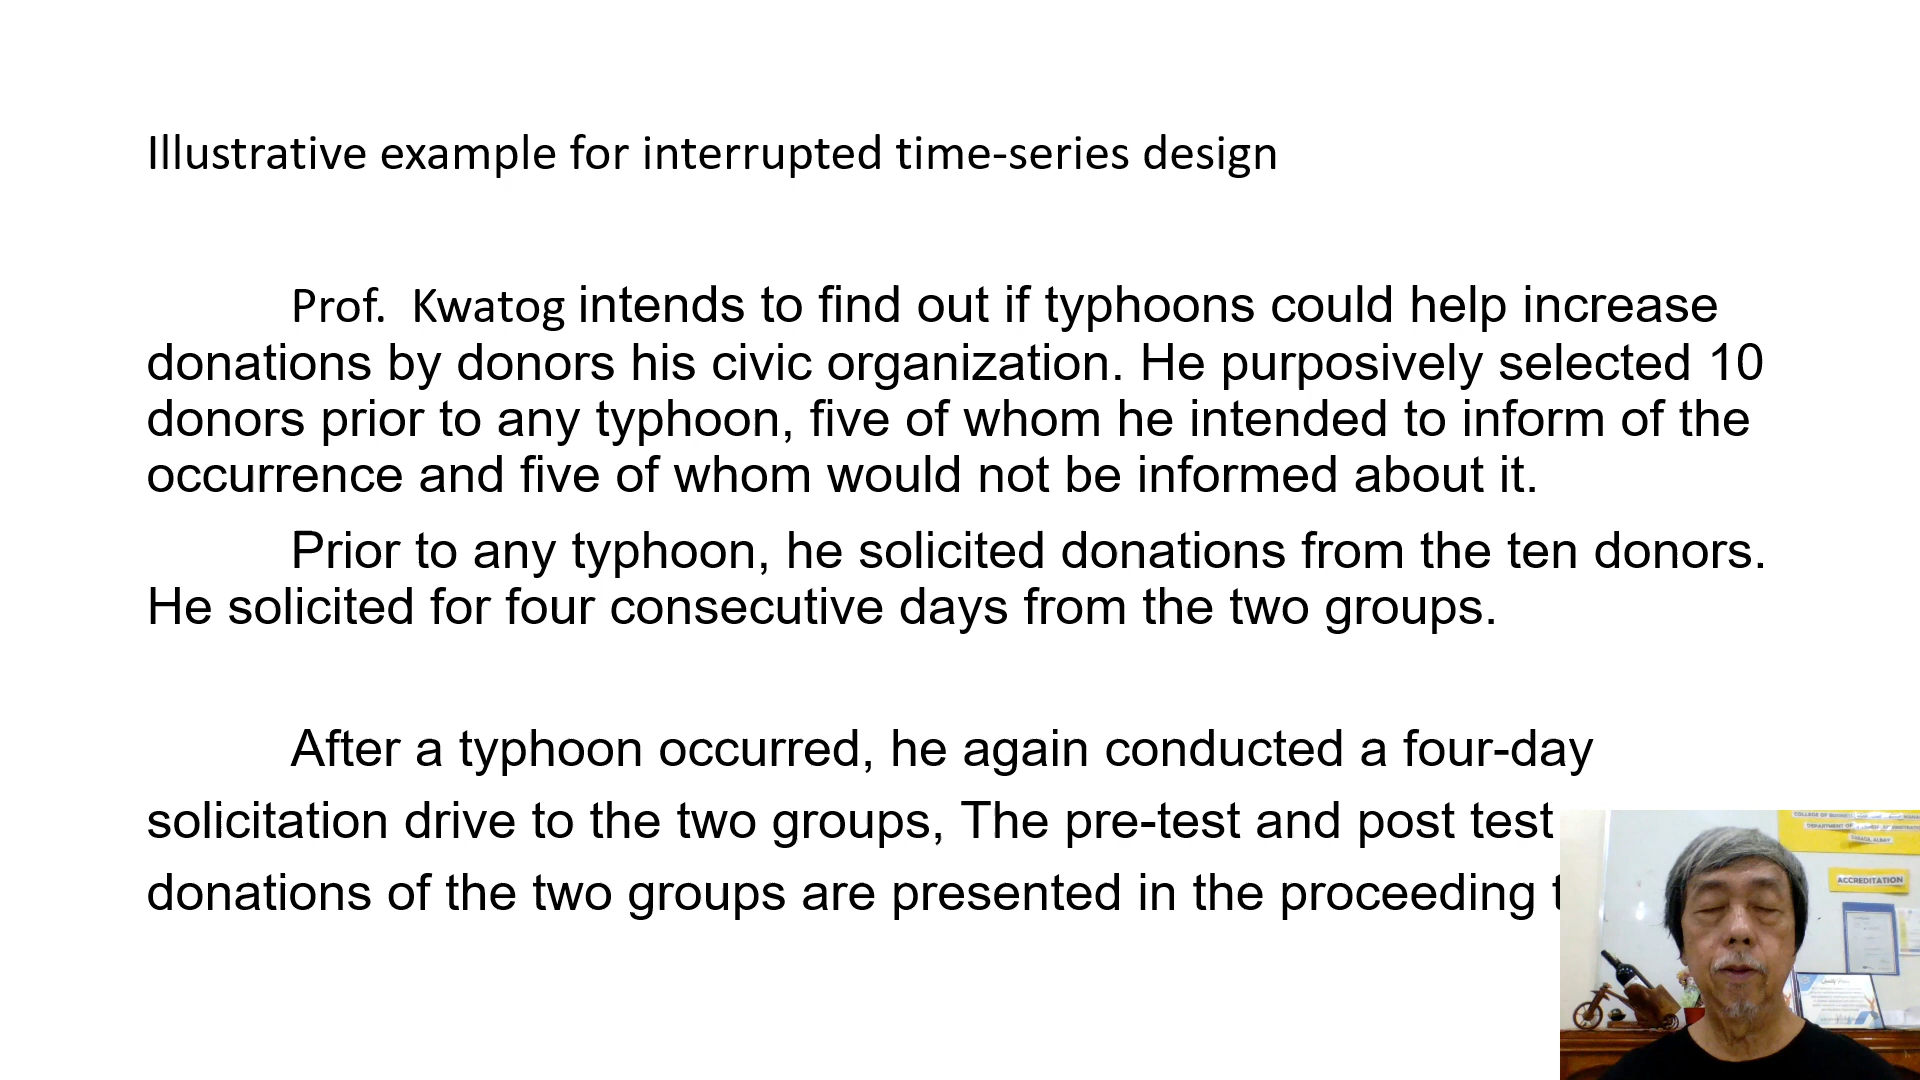 Illustrative example for interrupted time-series design
Prof. Kwatog intends to find out if typhoons could help increase
donations by donors his civic organization. He purposively selected 10
donors prior to any typhoon, five of whom he intended to inform of the
occurrence and five of whom would not be informed about it.
Prior to any typhoon, he solicited donations from the ten donors.
He solicited for four consecutive days from the two groups.
After a typhoon occurred, he again conducted a four-day
solicitation drive to the two groups, The pre-test and post test
donations of the two groups are presented in the proceeding
ACCREDITATION